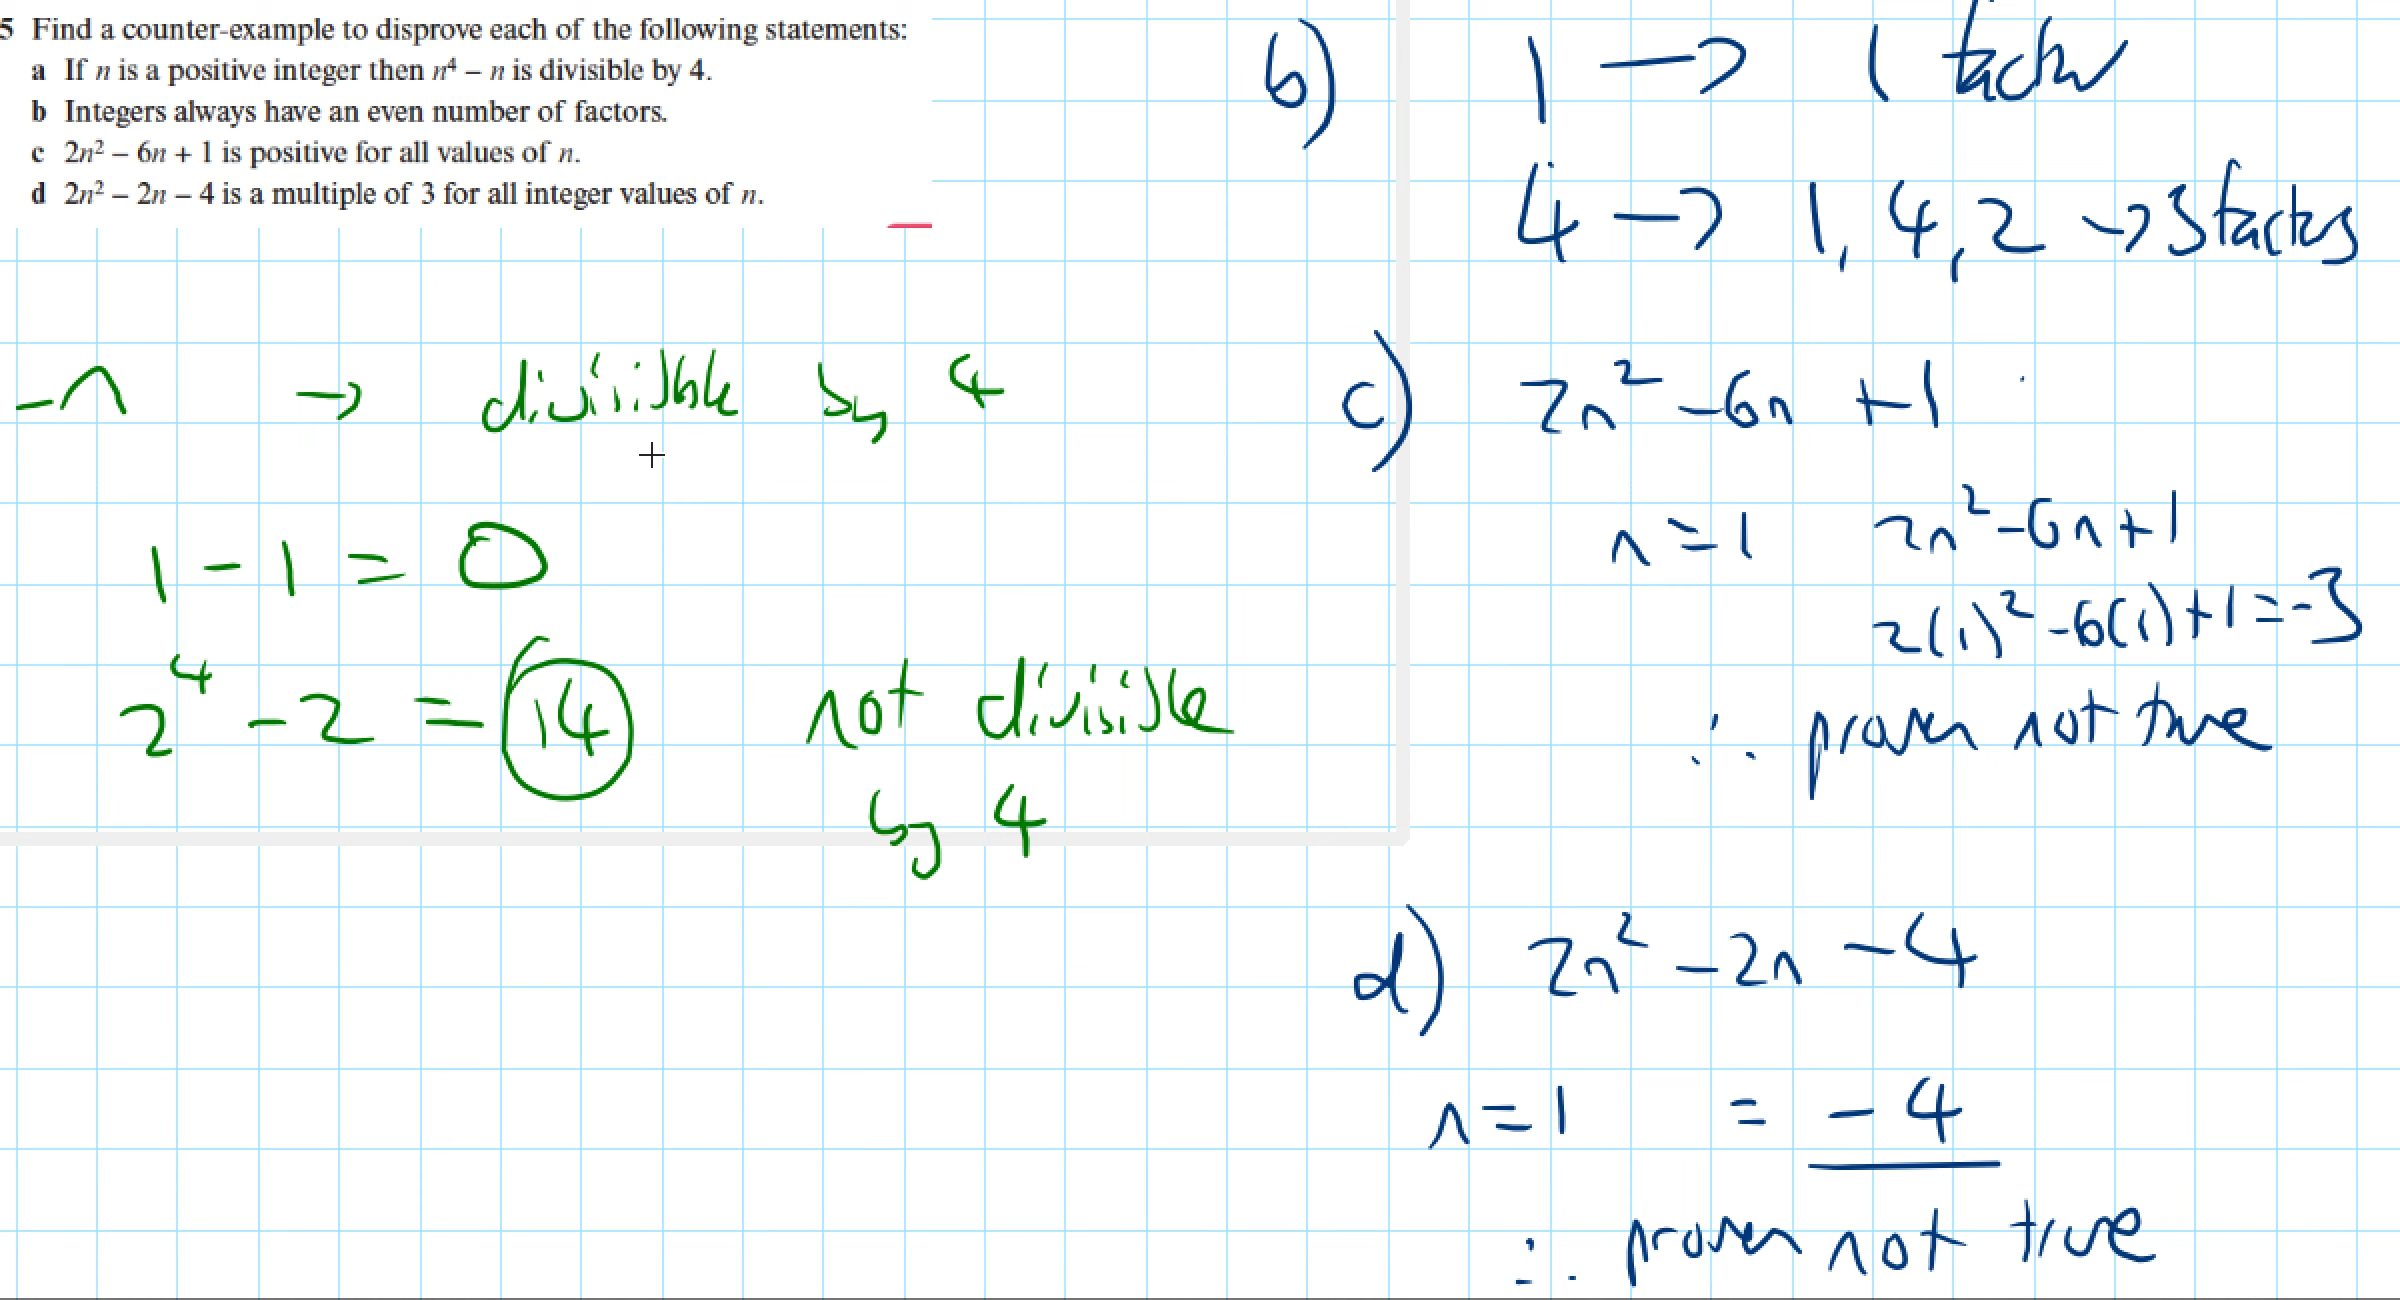 5 Find a counter-example to disprove each of the following statements:
a If n is a positive integer then n⁴ – n is divisible by 4.
b Integers always have an even number of factors.
c 2n² – 6n + 1 is positive for all values of n.
d 2n² – 2n – 4 is a multiple of 3 for all integer values of n.
-n → divisible by 4
1 - 1 = 0
2⁴ - 2 = 14 not divisible
by 4
b) 1 → 1 factor
4 → 1, 4, 2 → 3 factors
c) 2n² - 6n + 1
n = 1 2n² - 6n + 1
2(1)² - 6(1) + 1 = -3
∴ proven not true
d) 2n² - 2n - 4
n = 1 = -4
∴ proven not true